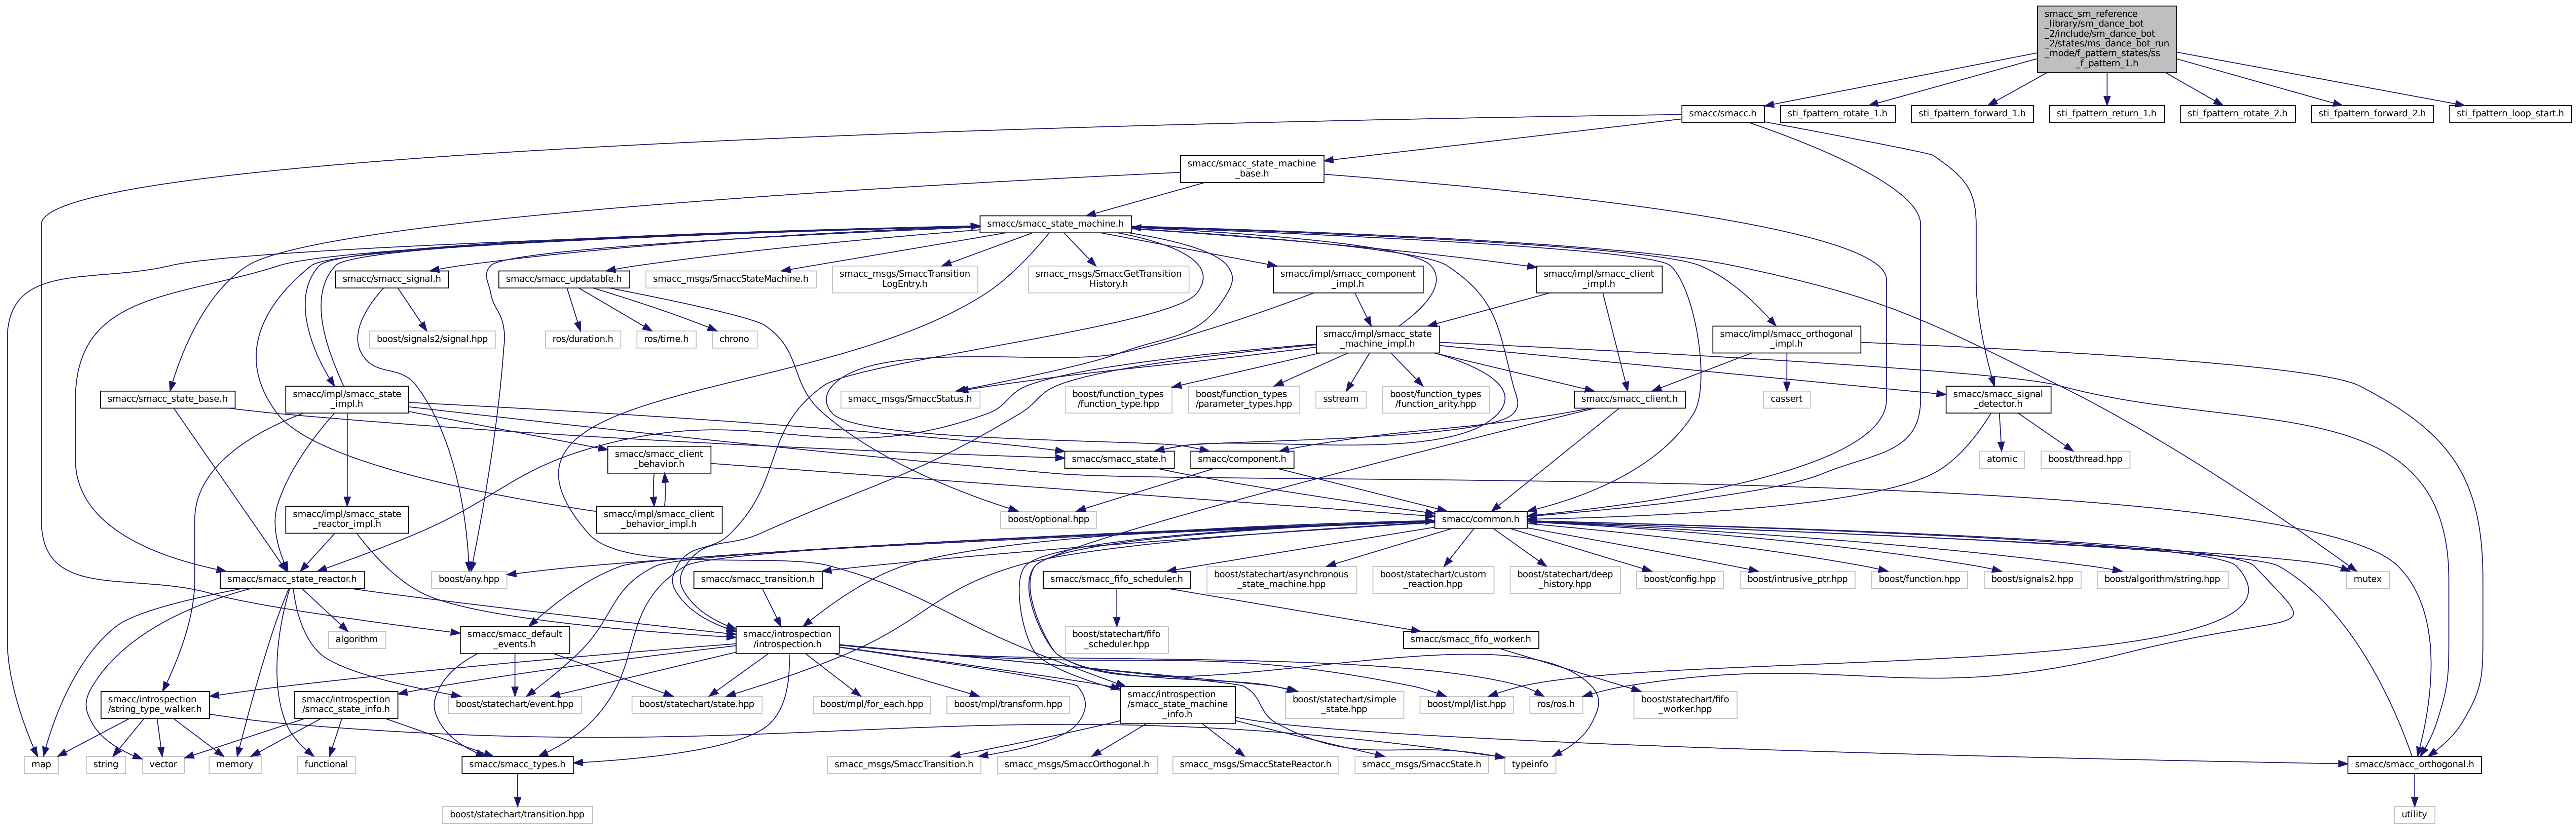 smacc_sm_reference
_library/sm_dance_bot
_2/include/sm_dance_bot
_2/states/ms_dance_bot_run
_mode/f_pattern_states/ss
_f_pattern_1.h
smacc/smacc.h
sti_fpattern_rotate_1.h
sti_fpattern_forward_1.h
sti_fpattern_return_1.h
sti_fpattern_rotate_2.h
sti_fpattern_forward_2.h
sti_fpattern_loop_start.h
smacc/smacc_state_machine
_base.h
smacc/smacc_state_machine.h
smacc/smacc_signal.h
smacc/smacc_updatable.h
smacc_msgs/SmaccStateMachine.h
smacc_msgs/SmaccTransition
LogEntry.h
smacc_msgs/SmaccGetTransition
History.h
smacc/impl/smacc_component
_impl.h
smacc/impl/smacc_client
_impl.h
boost/signals2/signal.hpp
ros/duration.h
ros/time.h
chrono
smacc/impl/smacc_state
_machine_impl.h
smacc/impl/smacc_orthogonal
_impl.h
smacc/smacc_state_base.h
smacc/impl/smacc_state
_impl.h
smacc_msgs/SmaccStatus.h
boost/function_types
/function_type.hpp
boost/function_types
/parameter_types.hpp
sstream
boost/function_types
/function_arity.hpp
smacc/smacc_client.h
cassert
smacc/smacc_signal
_detector.h
smacc/smacc_client
_behavior.h
smacc/smacc_state.h
smacc/component.h
atomic
boost/thread.hpp
smacc/impl/smacc_state
_reactor_impl.h
smacc/impl/smacc_client
_behavior_impl.h
boost/optional.hpp
smacc/common.h
smacc/smacc_state_reactor.h
boost/any.hpp
smacc/smacc_transition.h
smacc/smacc_fifo_scheduler.h
boost/statechart/asynchronous
_state_machine.hpp
boost/statechart/custom
_reaction.hpp
boost/statechart/deep
_history.hpp
boost/config.hpp
boost/intrusive_ptr.hpp
boost/function.hpp
boost/signals2.hpp
boost/algorithm/string.hpp
mutex
algorithm
smacc/smacc_default
_events.h
smacc/introspection
/introspection.h
boost/statechart/fifo
_scheduler.hpp
smacc/smacc_fifo_worker.h
smacc/introspection
/string_type_walker.h
smacc/introspection
/smacc_state_info.h
boost/statechart/event.hpp
boost/statechart/state.hpp
boost/mpl/for_each.hpp
boost/mpl/transform.hpp
smacc/introspection
/smacc_state_machine
_info.h
boost/statechart/simple
_state.hpp
boost/mpl/list.hpp
ros/ros.h
boost/statechart/fifo
_worker.hpp
map
string
vector
memory
functional
smacc/smacc_types.h
smacc_msgs/SmaccTransition.h
smacc_msgs/SmaccOrthogonal.h
smacc_msgs/SmaccStateReactor.h
smacc_msgs/SmaccState.h
typeinfo
smacc/smacc_orthogonal.h
boost/statechart/transition.hpp
utility